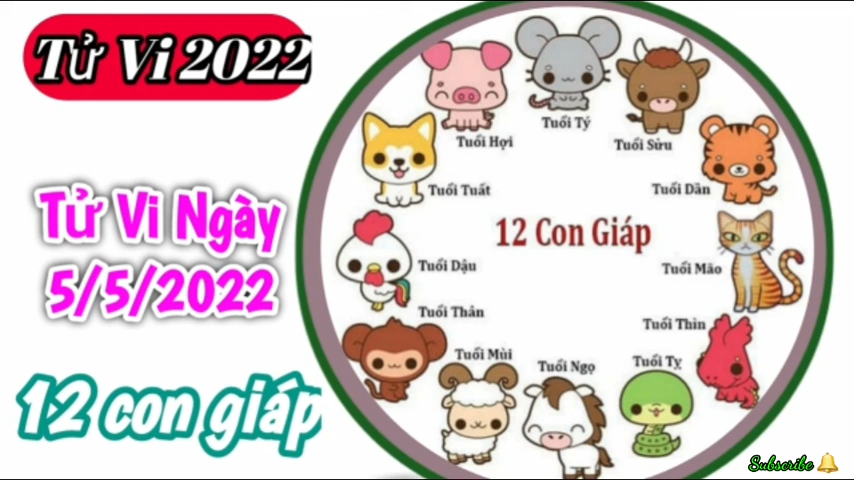 Tử Vi 2022
Tử Vi Ngày
5/5/2022
12 con giáp
Tuổi Tý
Tuổi Sửu
Tuổi Dần
Tuổi Mão
Tuổi Thìn
Tuổi Tỵ
Tuổi Ngọ
Tuổi Mùi
Tuổi Thân
Tuổi Dậu
Tuổi Tuất
Tuổi Hợi
12 Con Giáp
Subscribe